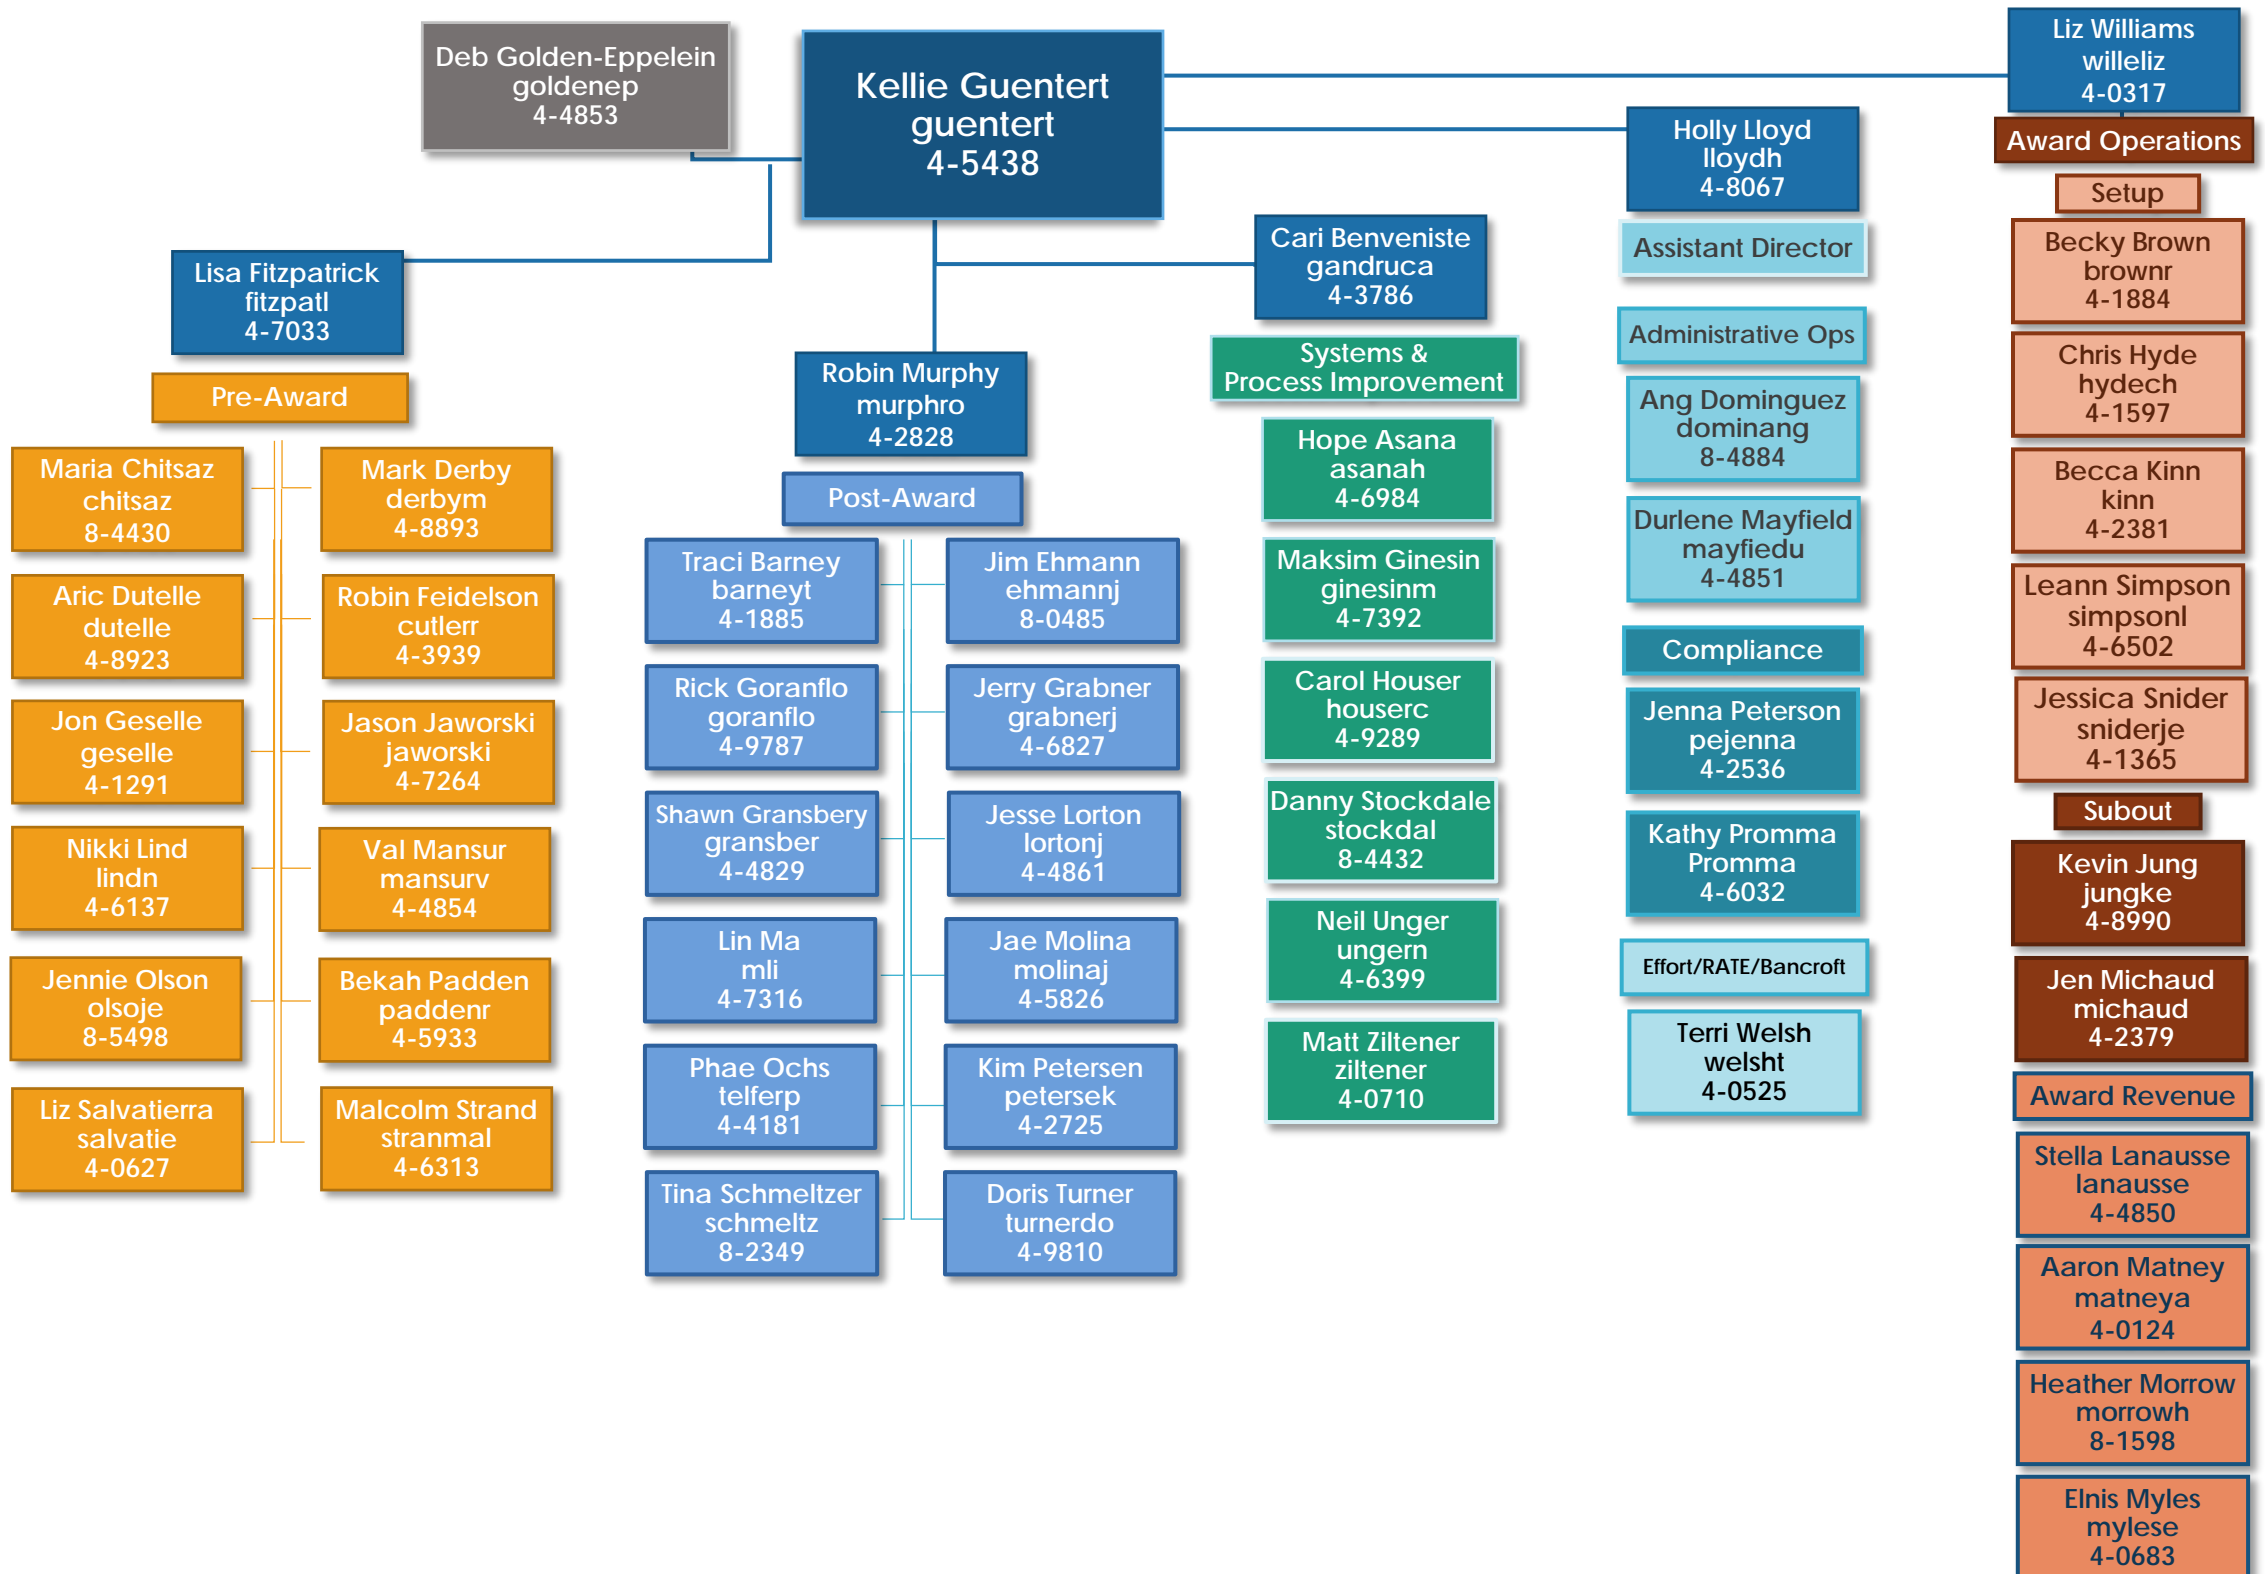 Deb Golden-Eppelein
goldenep
4-4853
Kellie Guentert
guentert
4-5438
Liz Williams
willeliz
4-0317
Holly Lloyd
lloydh
4-8067
Cari Benveniste
gandruca
4-3786
Lisa Fitzpatrick
fitzpatl
4-7033
Robin Murphy
murphro
4-2828
Pre-Award
Maria Chitsaz
chitsaz
8-4430
Mark Derby
derbym
4-8893
Aric Dutelle
dutelle
4-8923
Robin Feidelson
cutlerr
4-3939
Jon Geselle
geselle
4-1291
Jason Jaworski
jaworski
4-7264
Nikki Lind
lindn
4-6137
Val Mansur
mansurv
4-4854
Jennie Olson
olsoje
8-5498
Bekah Padden
paddenr
4-5933
Liz Salvatierra
salvatie
4-0627
Malcolm Strand
stranmal
4-6313
Post-Award
Traci Barney
barneyt
4-1885
Jim Ehmann
ehmannj
8-0485
Rick Goranflo
goranflo
4-9787
Jerry Grabner
grabnerj
4-6827
Shawn Gransbery
gransber
4-4829
Jesse Lorton
lortonj
4-4861
Lin Ma
mli
4-7316
Jae Molina
molinaj
4-5826
Phae Ochs
telferp
4-4181
Kim Petersen
petersek
4-2725
Tina Schmeltzer
schmeltz
8-2349
Doris Turner
turnerdo
4-9810
Systems &
Process Improvement
Hope Asana
asanah
4-6984
Maksim Ginesin
ginesinm
4-7392
Carol Houser
houserc
4-9289
Danny Stockdale
stockdal
8-4432
Neil Unger
ungern
4-6399
Matt Ziltener
ziltener
4-0710
Assistant Director
Administrative Ops
Ang Dominguez
dominang
8-4884
Durlene Mayfield
mayfiedu
4-4851
Compliance
Jenna Peterson
pejenna
4-2536
Kathy Promma
Promma
4-6032
Effort/RATE/Bancroft
Terri Welsh
welsht
4-0525
Award Operations
Setup
Becky Brown
brownr
4-1884
Chris Hyde
hydech
4-1597
Becca Kinn
kinn
4-2381
Leann Simpson
simpsonl
4-6502
Jessica Snider
sniderje
4-1365
Subout
Kevin Jung
jungke
4-8990
Jen Michaud
michaud
4-2379
Award Revenue
Stella Lanausse
lanausse
4-4850
Aaron Matney
matneya
4-0124
Heather Morrow
morrowh
8-1598
Elnis Myles
mylese
4-0683